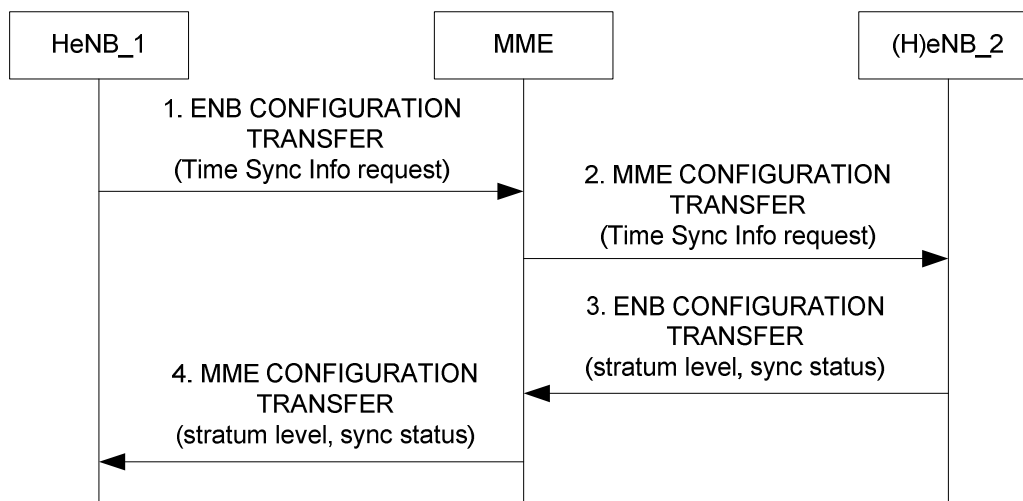 HeNB_1
MME
(H)eNB_2
1. ENB CONFIGURATION
TRANSFER
(Time Sync Info request)
2. MME CONFIGURATION
TRANSFER
(Time Sync Info request)
3. ENB CONFIGURATION
TRANSFER
(stratum level, sync status)
4. MME CONFIGURATION
TRANSFER
(stratum level, sync status)